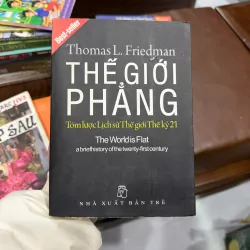 Best-seller
Thomas L. Friedman
THẾ GIỚI
PHẲNG
Tóm lược Lịch sử Thế giới Thế kỷ 21
The World is Flat
a brief history of the twenty-first century
NHÀ XUẤT BẢN TRẺ
SAU